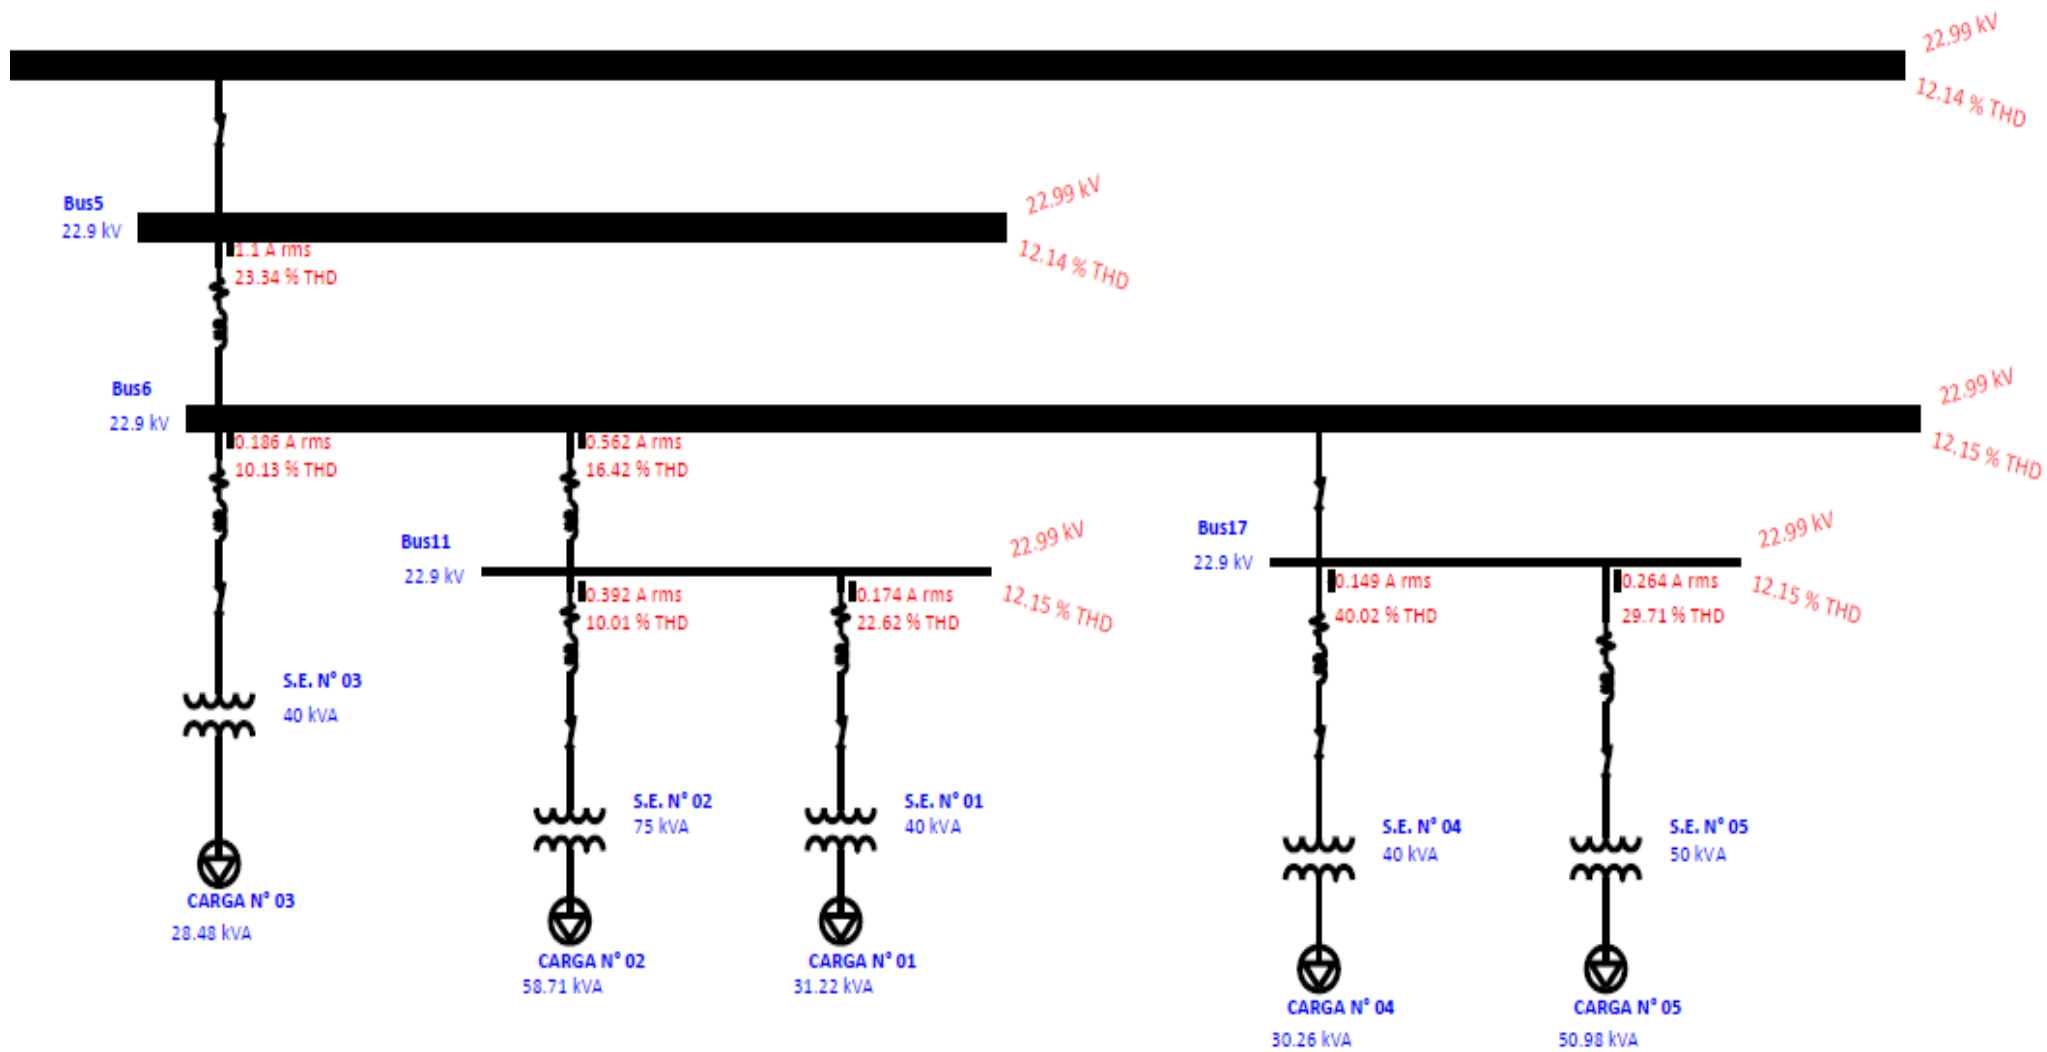 22.99 kV
12.14 % THD
Bus5
22.9 kV
22.99 kV
12.14 % THD
1.1 A rms
23.34 % THD
Bus6
22.9 kV
22.99 kV
12.15 % THD
0.186 A rms
10.13 % THD
0.562 A rms
16.42 % THD
Bus11
22.9 kV
22.99 kV
12.15 % THD
Bus17
22.9 kV
22.99 kV
12.15 % THD
0.392 A rms
10.01 % THD
0.174 A rms
22.62 % THD
0.149 A rms
40.02 % THD
0.264 A rms
29.71 % THD
S.E. N° 03
40 kVA
S.E. N° 02
75 kVA
S.E. N° 01
40 kVA
S.E. N° 04
40 kVA
S.E. N° 05
50 kVA
CARGA N° 03
28.48 kVA
CARGA N° 02
58.71 kVA
CARGA N° 01
31.22 kVA
CARGA N° 04
30.26 kVA
CARGA N° 05
50.98 kVA